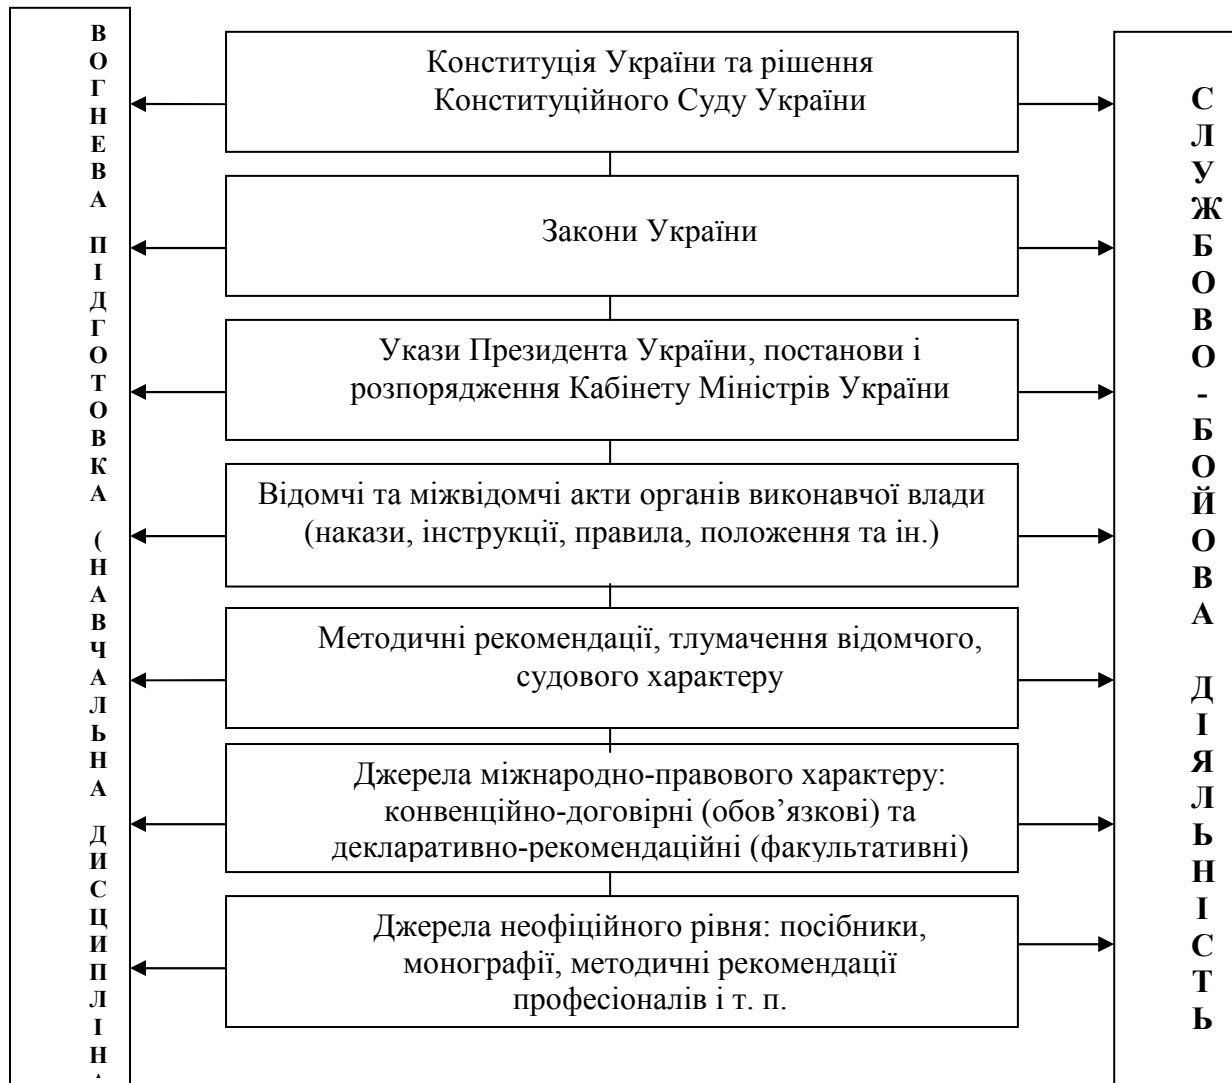 ВОГНЕВА ПІДГОТОВКА (НАВЧАЛЬНА ДИСЦИПЛІНА
Конституція України та рішення
Конституційного Суду України
Закони України
Укази Президента України, постанови і
розпорядження Кабінету Міністрів України
Відомчі та міжвідомчі акти органів виконавчої влади
(накази, інструкції, правила, положення та ін.)
Методичні рекомендації, тлумачення відомчого,
судового характеру
Джерела міжнародно-правового характеру:
конвенційно-договірні (обов’язкові) та
декларативно-рекомендаційні (факультативні)
Джерела неофіційного рівня: посібники,
монографії, методичні рекомендації
професіоналів і т. п.
СЛУЖБОВО-БОЙОВА ДІЯЛЬНІСТЬ